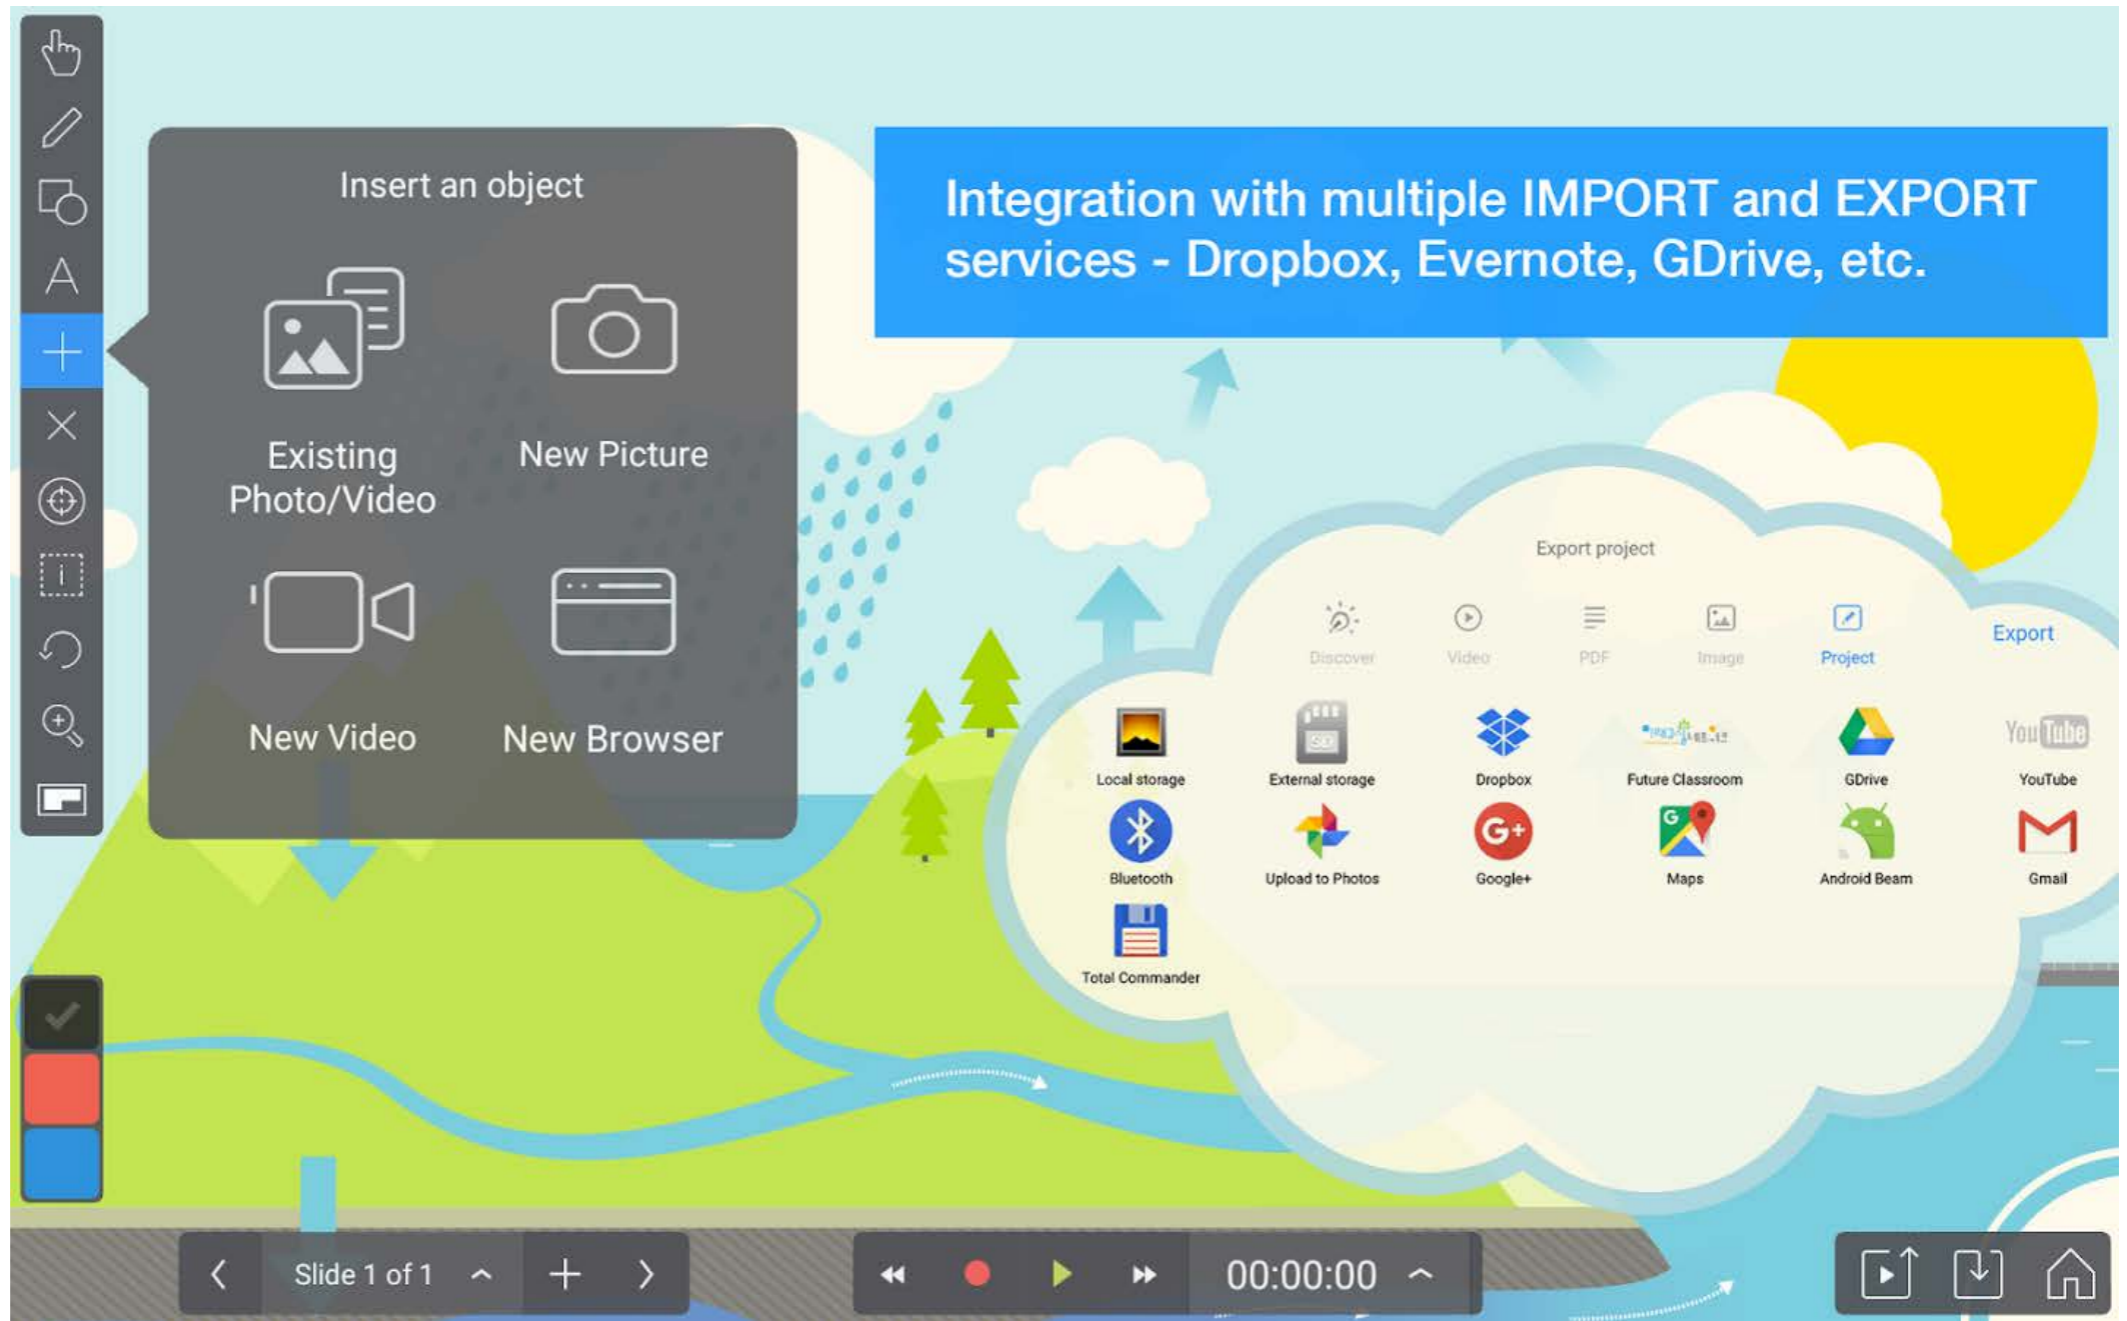 Insert an object
Existing
Photo/Video
New Picture
New Video
New Browser
Integration with multiple IMPORT and EXPORT
services - Dropbox, Evernote, GDrive, etc.
Export project
Discover
Video
PDF
Image
Project
Export
A
i
SD
YouTube
Local storage
External storage
Dropbox
Future Classroom
GDrive
YouTube
G+
G
Bluetooth
Upload to Photos
Google+
Maps
Android Beam
Gmail
Total Commander
Slide 1 of 1
00:00:00